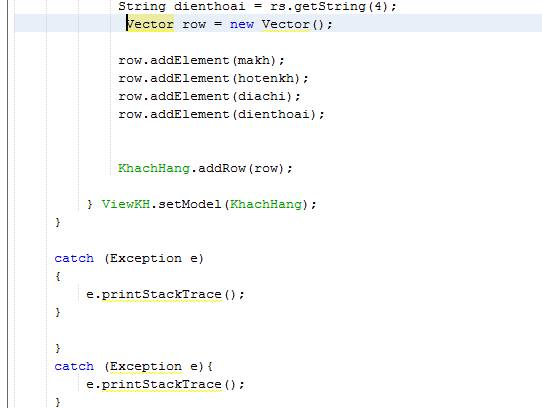 String dienthoai = rs.getString(4);
Vector row = new Vector();
row.addElement(makh);
row.addElement(hotenkh);
row.addElement(diachi);
row.addElement(dienthoai);
KhachHang.addRow(row);
} ViewKH.setModel(KhachHang);
}
catch (Exception e)
{
e.printStackTrace();
}
}
catch (Exception e){
e.printStackTrace();
}